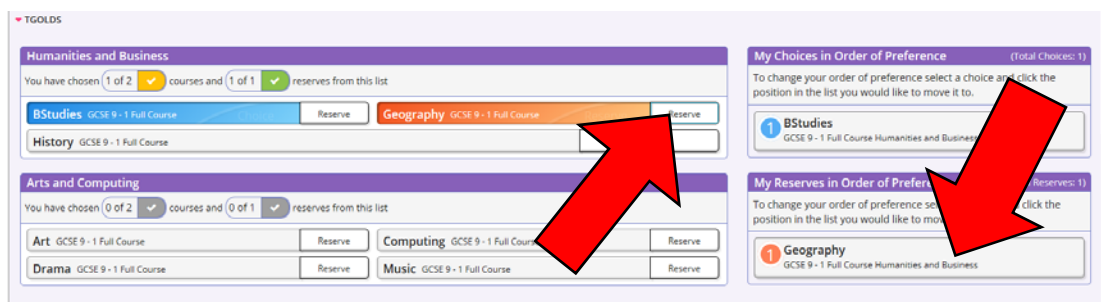 TGOLDS
Humanities and Business
You have chosen 1 of 2 courses and 1 of 1 reserves from this list
BStudies GCSE 9 - 1 Full Course Choice Reserve
Geography GCSE 9 - 1 Full Course Reserve
History GCSE 9 - 1 Full Course
Arts and Computing
You have chosen 0 of 2 courses and 0 of 1 reserves from this list
Art GCSE 9 - 1 Full Course Reserve
Computing GCSE 9 - 1 Full Reserve
Drama GCSE 9 - 1 Full Course Reserve
Music GCSE 9 - 1 Full Course Reserve
My Choices in Order of Preference (Total Choices: 1)
To change your order of preference select a choice and click the
position in the list you would like to move it to.
1 BStudies
GCSE 9 - 1 Full Course Humanities and Business
My Reserves in Order of Reserves: 1)
To change your order of preference click the
position in the list you would like to
1 Geography
GCSE 9 - 1 Full Course Humanities and Business